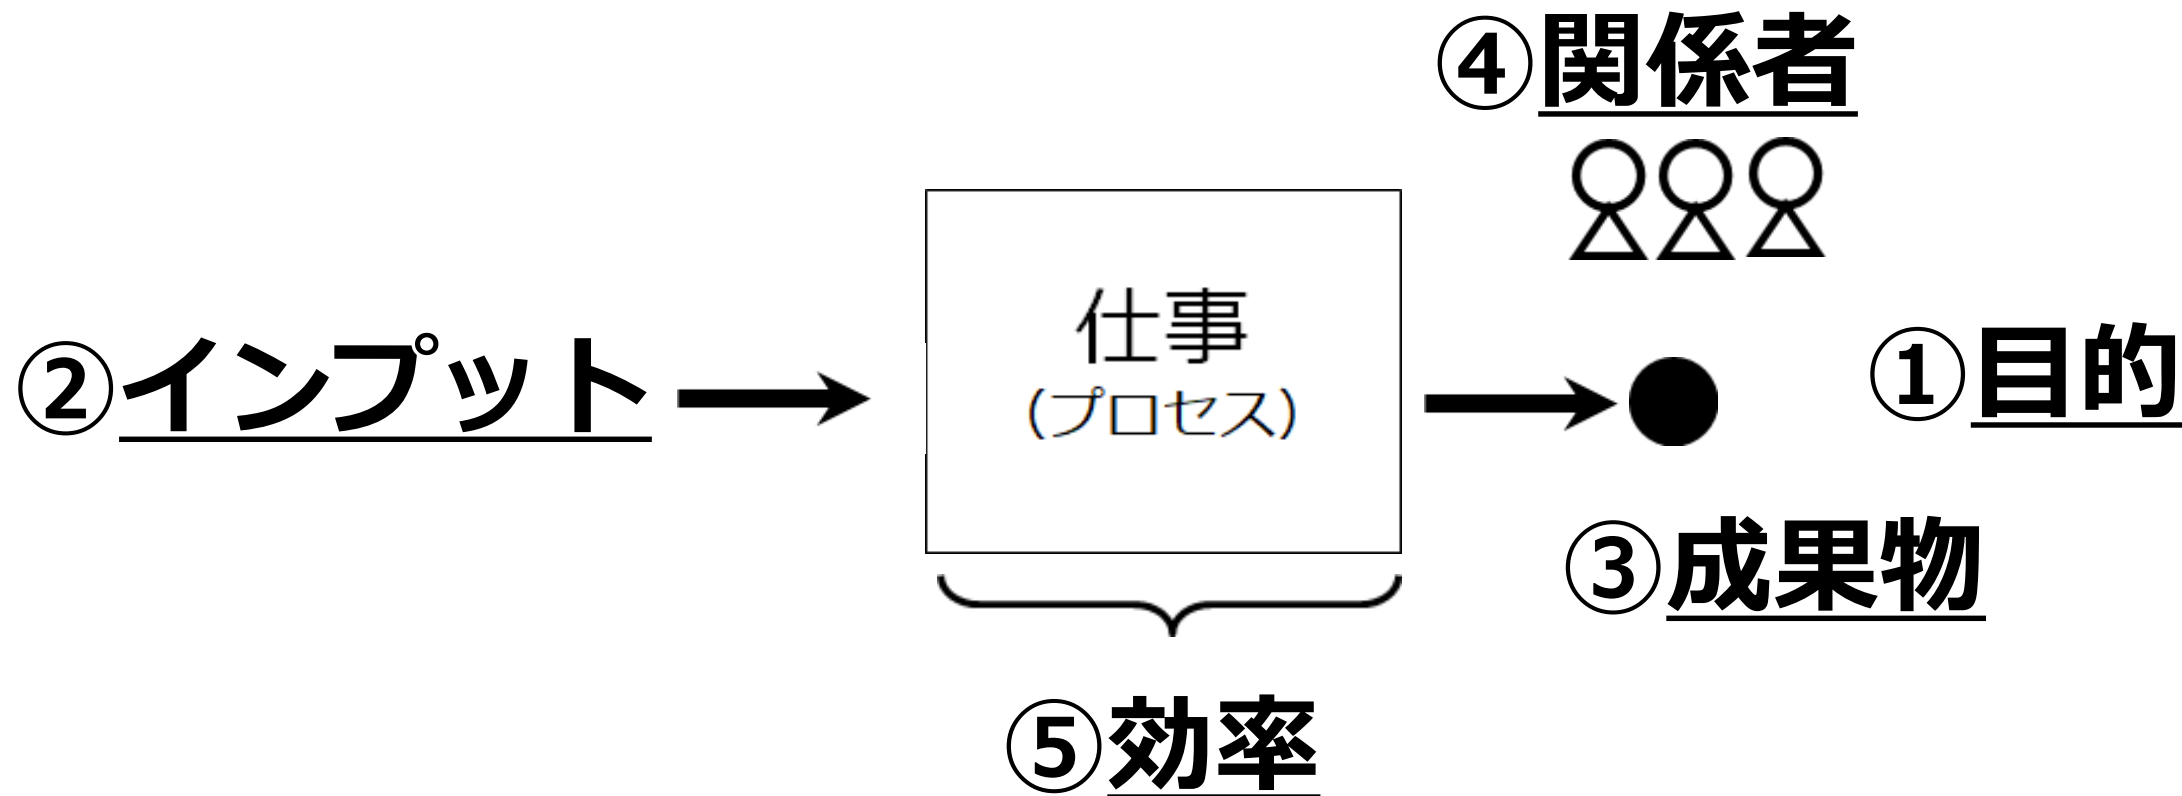 ④関係者
仕事
(プロセス)
②インプット
①目的
③成果物
⑤効率